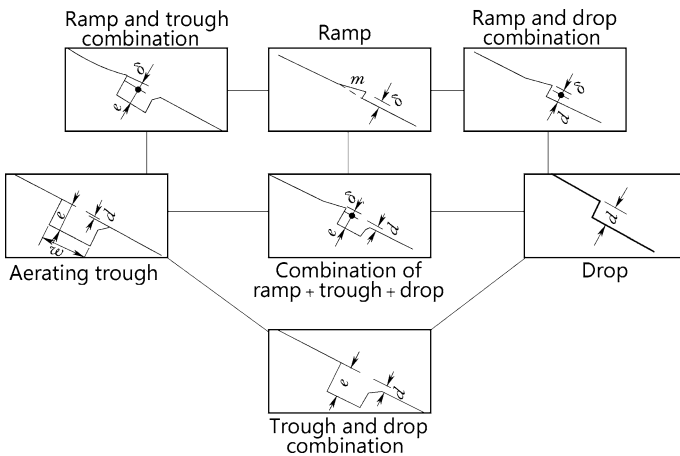 Ramp and trough
combination
Ramp
Ramp and drop
combination
δ
e
m
δ
δ
d
e
d
w
δ
e
d
d
Aerating trough
Combination of
ramp + trough + drop
Drop
e
d
Trough and drop
combination